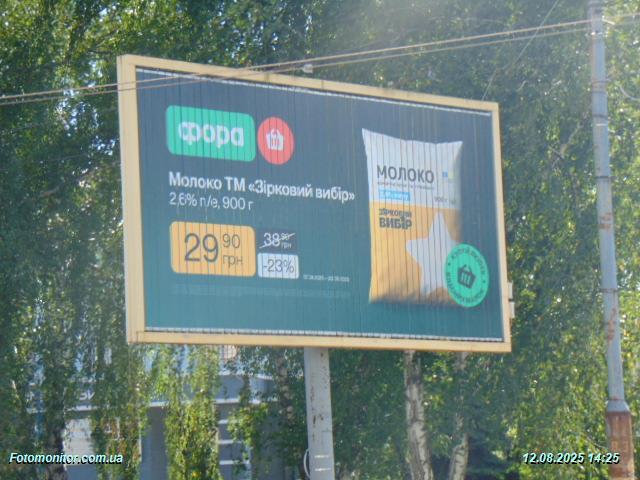 фора
Молоко ТМ «Зірковий вибір»
2,6% п/е, 900 г
29 90 грн
38 90 грн
-23%
МОЛОКО
900 г
ЗІРКОВИЙ
ВИБІР
Fotomonitor.com.ua
12.08.2025 14:25